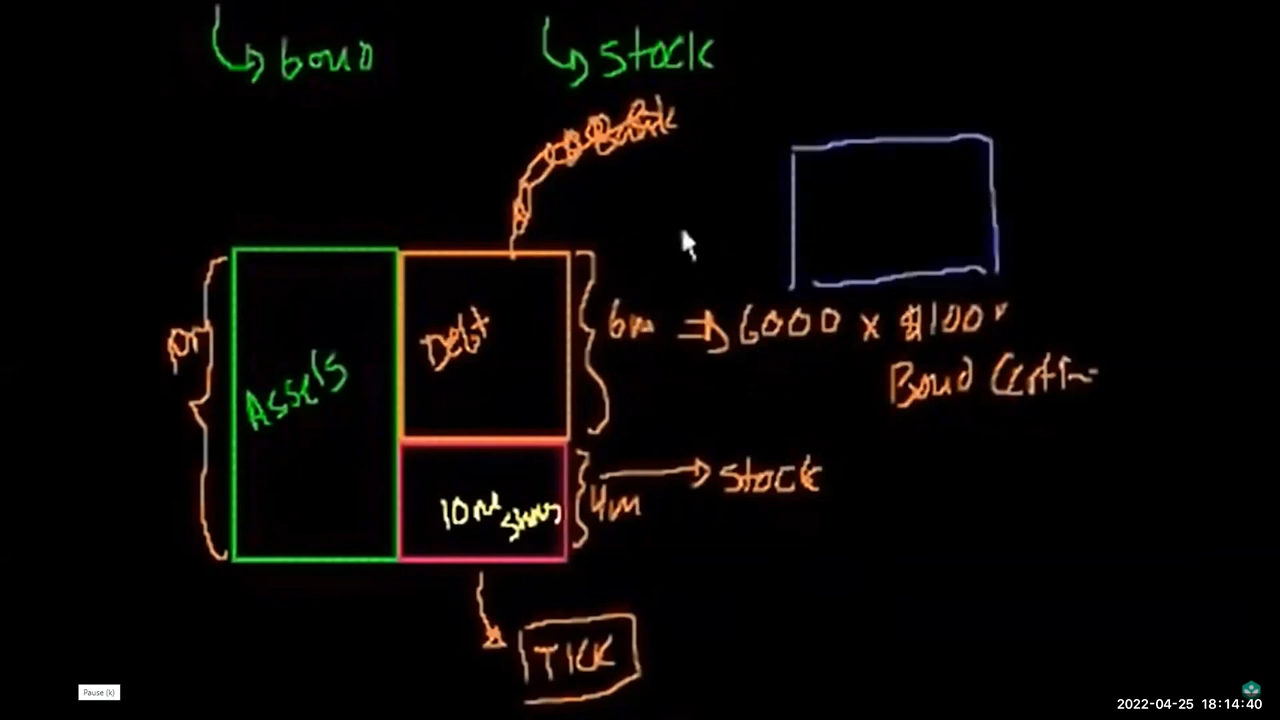 bond
stock
Bank
Debt
6m ⇒ 6000 x $100
Bond Certi
Assets
stock
10m
4m
TICK
Pause (k)
2022-04-25 18:14:40